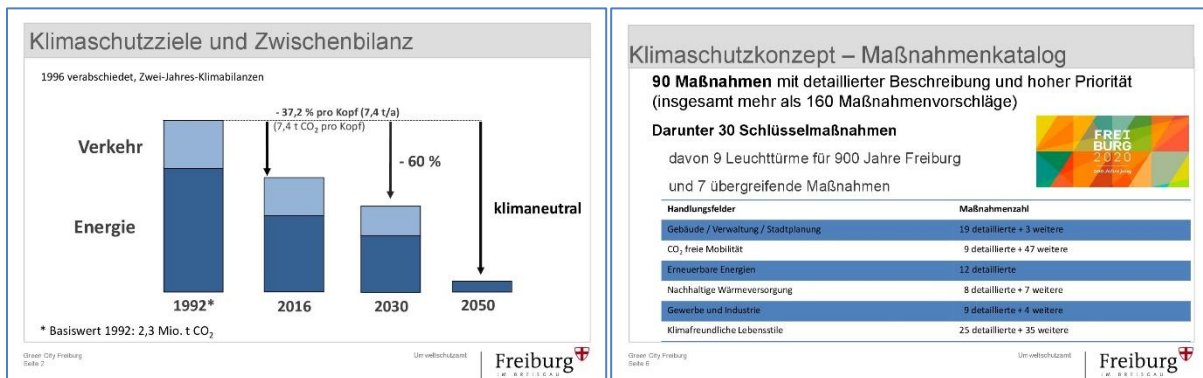 Klimaschutzziele und Zwischenbilanz
1996 verabschiedet, Zwei-Jahres-Klimabilanzen
- 37,2 % pro Kopf (7,4 t/a)
(7,4 t CO₂ pro Kopf)
Verkehr
- 60 %
klimaneutral
Energie
1992* 2016 2030 2050
* Basiswert 1992: 2,3 Mio. t CO₂
Green City Freiburg
Seite 2
Umweltschutzamt
Freiburg
IM BREISGAU
Klimaschutzkonzept – Maßnahmenkatalog
90 Maßnahmen mit detaillierter Beschreibung und hoher Priorität
(insgesamt mehr als 160 Maßnahmenvorschläge)
Darunter 30 Schlüsselmaßnahmen
davon 9 Leuchttürme für 900 Jahre Freiburg
und 7 übergreifende Maßnahmen
FREI
BURG
2020
Handlungsfelder Maßnahmenzahl
Gebäude / Verwaltung / Stadtplanung 19 detaillierte + 3 weitere
CO₂ freie Mobilität 9 detaillierte + 47 weitere
Erneuerbare Energien 12 detaillierte
Nachhaltige Wärmeversorgung 8 detaillierte + 7 weitere
Gewerbe und Industrie 9 detaillierte + 4 weitere
Klimafreundliche Lebensstile 25 detaillierte + 35 weitere
Green City Freiburg
Seite 6
Umweltschutzamt
Freiburg
IM BREISGAU